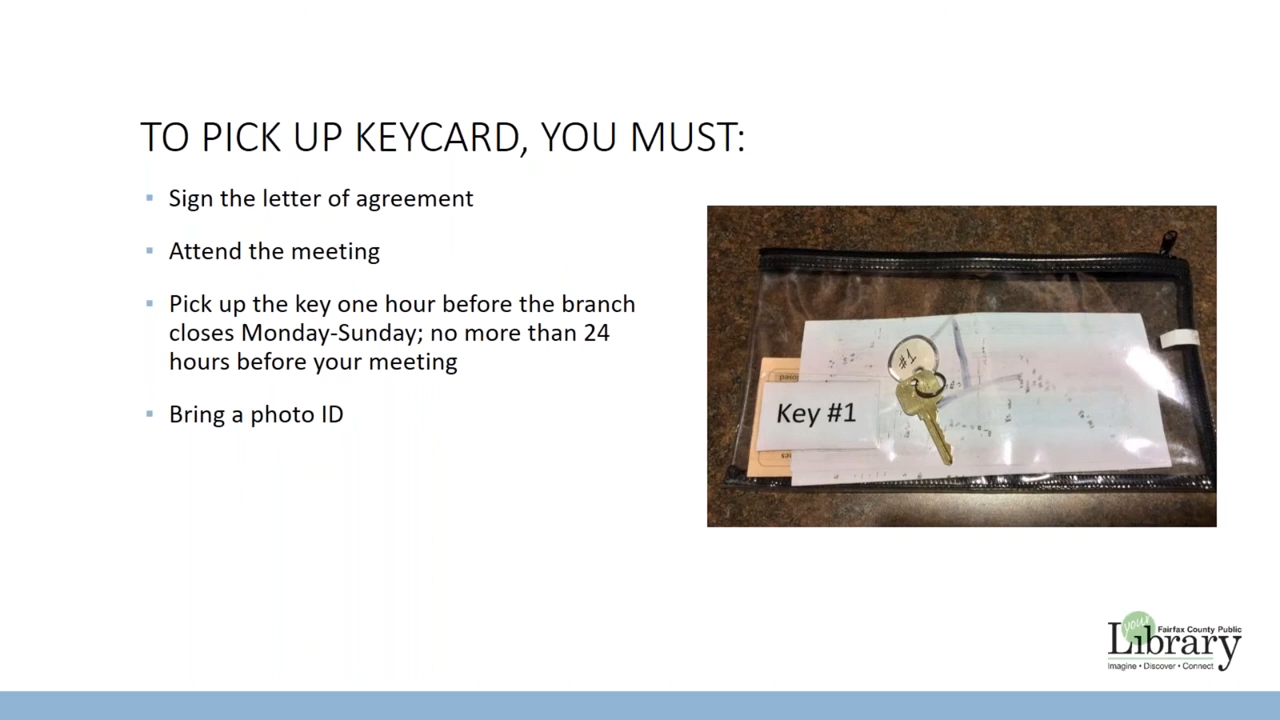 TO PICK UP KEYCARD, YOU MUST:
Sign the letter of agreement
Attend the meeting
Pick up the key one hour before the branch
closes Monday-Sunday; no more than 24
hours before your meeting
Bring a photo ID
#1
Key #1
your
Fairfax County Public
Library
Imagine • Discover • Connect